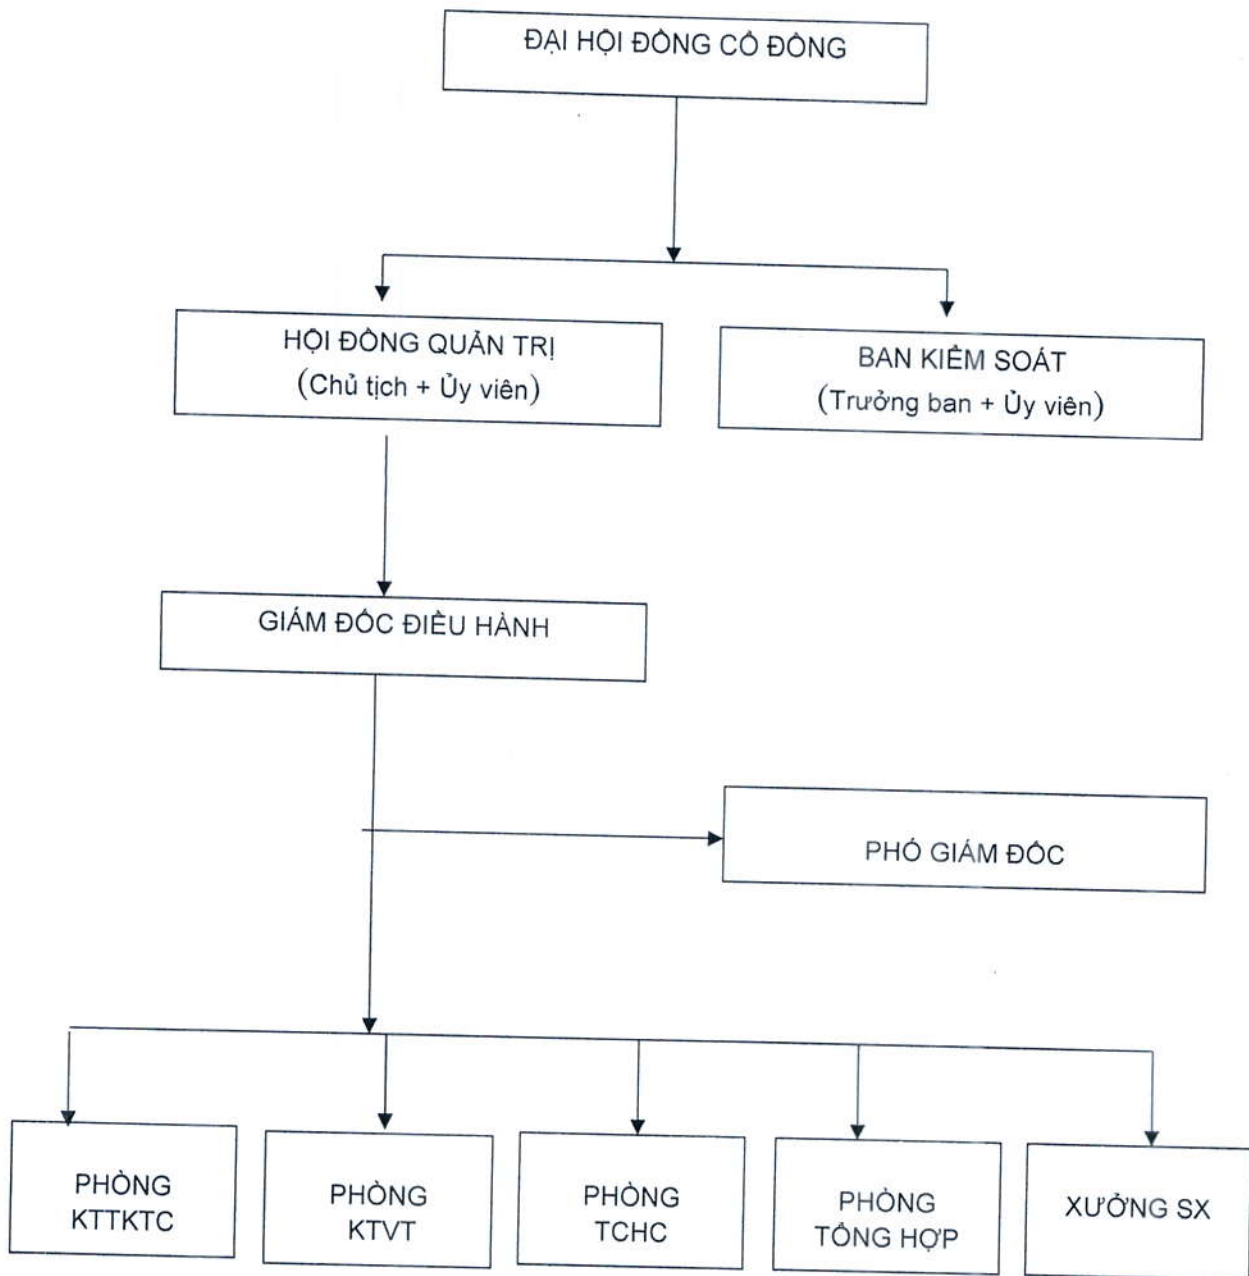 ĐẠI HỘI ĐỒNG CỔ ĐÔNG
HỘI ĐỒNG QUẢN TRỊ
(Chủ tịch + Ủy viên)
BAN KIỂM SOÁT
(Trưởng ban + Ủy viên)
GIÁM ĐỐC ĐIỀU HÀNH
PHÓ GIÁM ĐỐC
PHÒNG
KTTKTC
PHÒNG
KTVT
PHÒNG
TCHC
PHÒNG
TỔNG HỢP
XƯỞNG SX